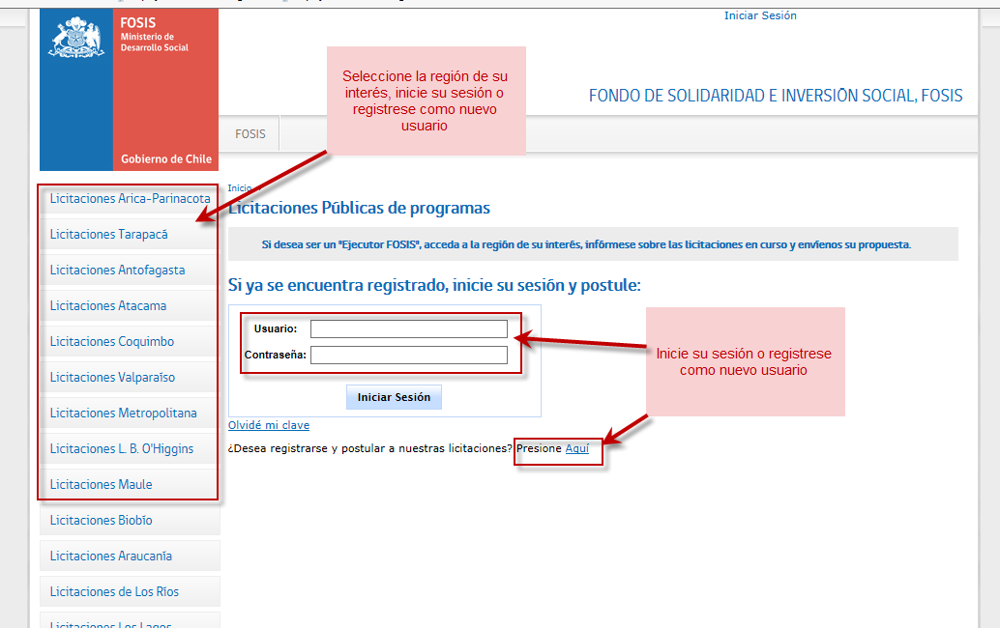 Iniciar Sesión
FOSIS
Ministerio de
Desarrollo Social
Gobierno de Chile
FONDO DE SOLIDARIDAD E INVERSIÓN SOCIAL, FOSIS
FOSIS
Seleccione la región de su
interés, inicie su sesión o
registrese como nuevo
usuario
Licitaciones Arica-Parinacota
Licitaciones Tarapacá
Licitaciones Antofagasta
Licitaciones Atacama
Licitaciones Coquimbo
Licitaciones Valparaíso
Licitaciones Metropolitana
Licitaciones L. B. O'Higgins
Licitaciones Maule
Licitaciones Biobío
Licitaciones Araucanía
Licitaciones de Los Ríos
Licitaciones Los Lagos
Inicio
Licitaciones Públicas de programas
Si desea ser un "Ejecutor FOSIS", acceda a la región de su interés, infórmese sobre las licitaciones en curso y envíenos su propuesta.
Si ya se encuentra registrado, inicie su sesión y postule:
Usuario:
Contraseña:
Iniciar Sesión
Olvidé mi clave
¿Desea registrarse y postular a nuestras licitaciones? Presione Aquí
Inicie su sesión o registrese
como nuevo usuario